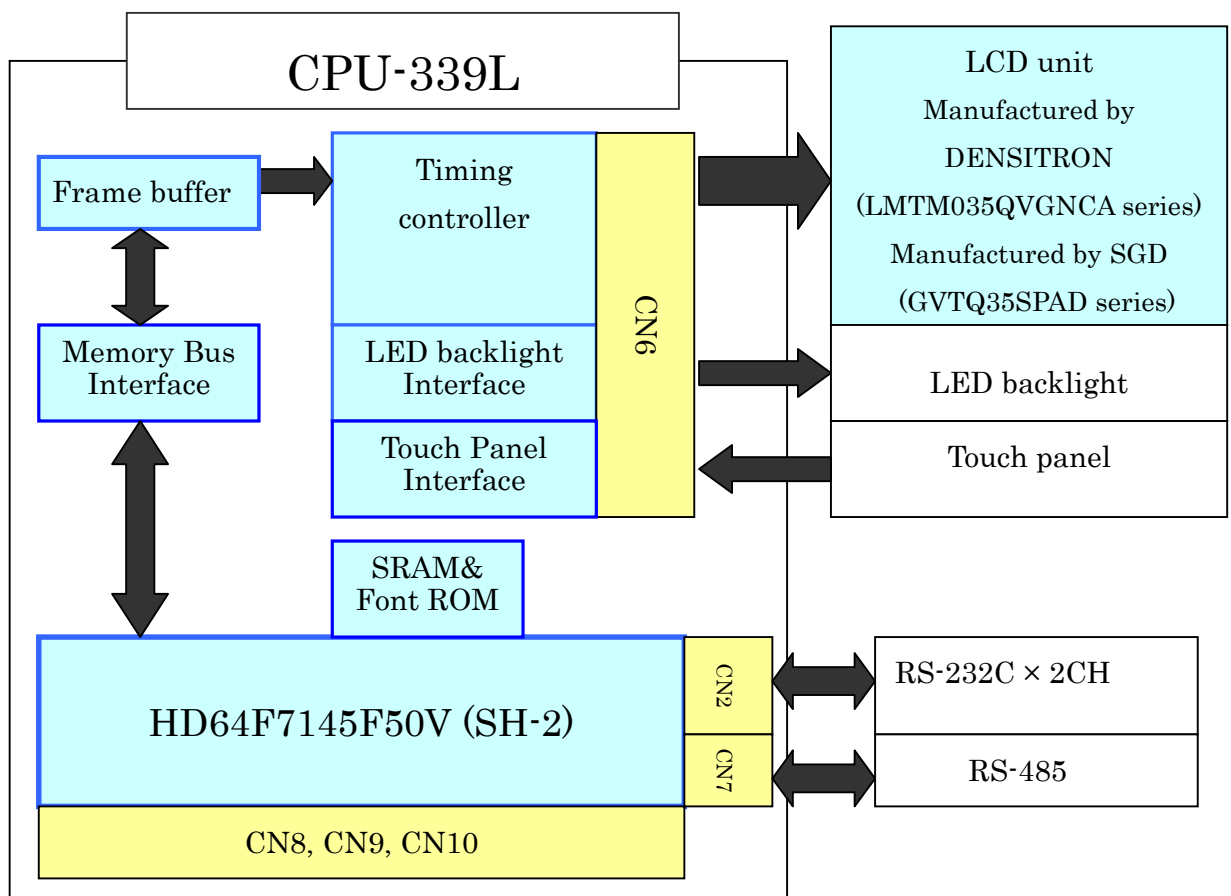 CPU-339L
LCD unit
Manufactured by
DENSITRON
(LMTM035QVGNCA series)
Manufactured by SGD
(GVTQ35SPAD series)
Frame buffer
Timing
controller
CN6
Memory Bus
Interface
LED backlight
Interface
LED backlight
Touch Panel
Interface
Touch panel
SRAM&
Font ROM
HD64F7145F50V (SH-2)
CN2
RS-232C × 2CH
CN7
RS-485
CN8, CN9, CN10